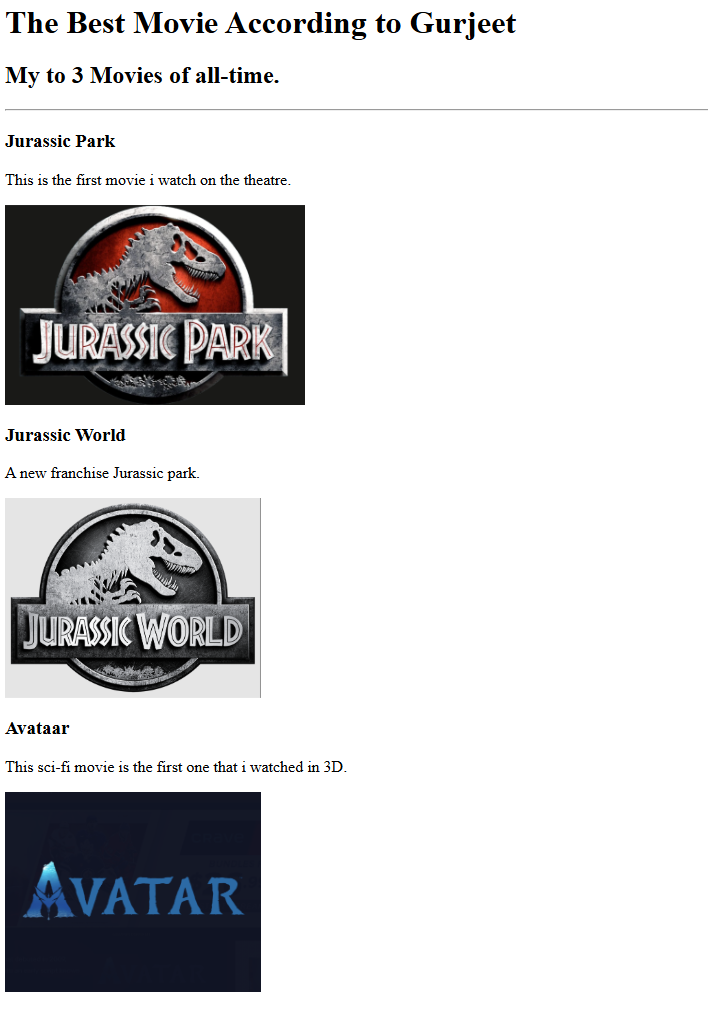 The Best Movie According to Gurjeet
My to 3 Movies of all-time.
Jurassic Park
This is the first movie i watch on the theatre.
JURASSIC PARK
Jurassic World
A new franchise Jurassic park.
JURASSIC WORLD
Avataar
This sci-fi movie is the first one that i watched in 3D.
AVATAR